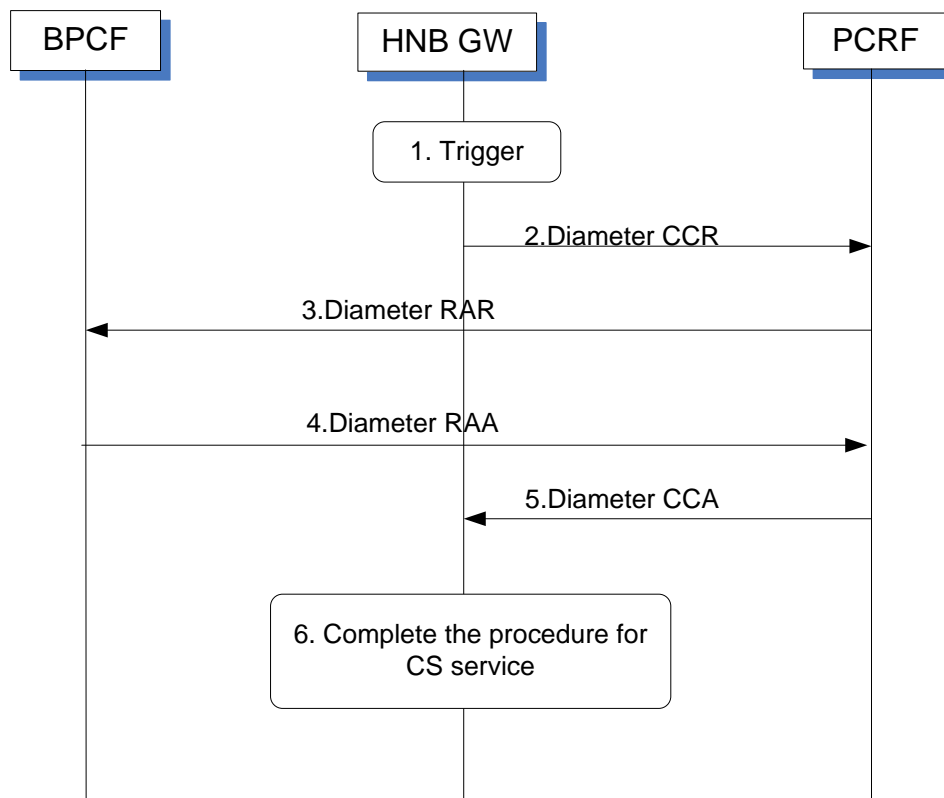 BPCF
HNB GW
PCRF
1. Trigger
2.Diameter CCR
3.Diameter RAR
4.Diameter RAA
5.Diameter CCA
6. Complete the procedure for
CS service